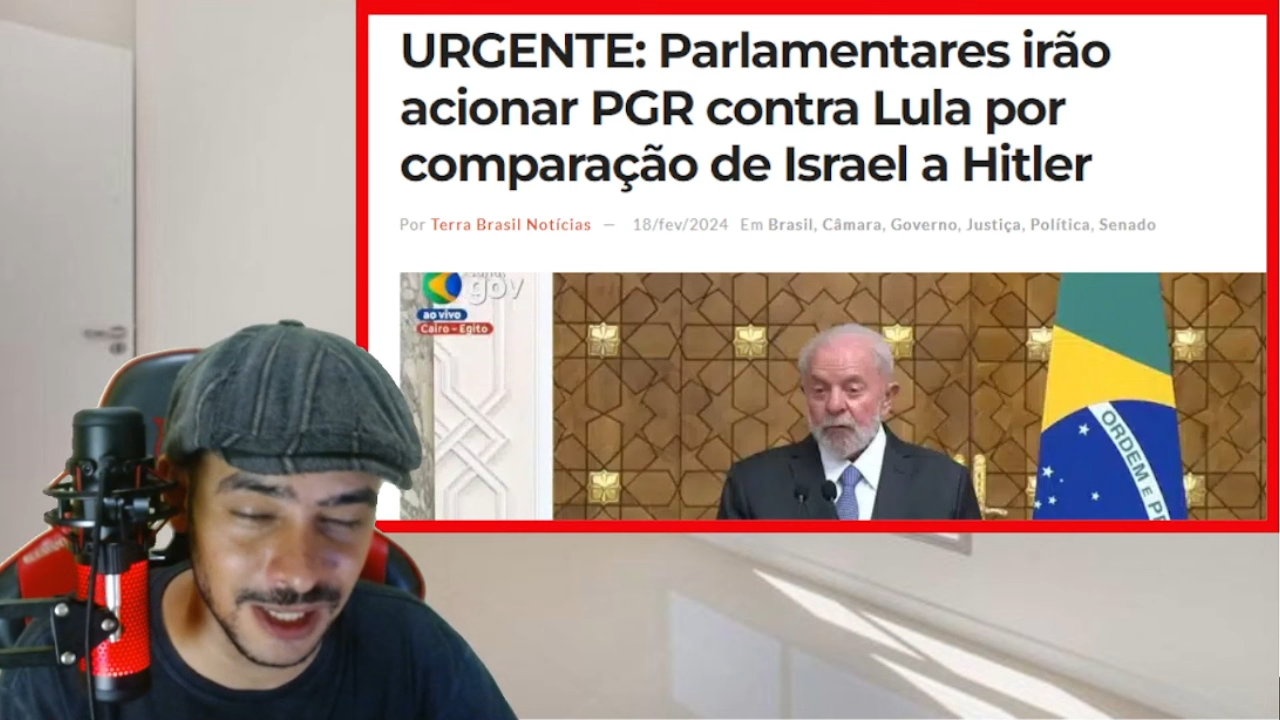 URGENTE: Parlamentares irão
acionar PGR contra Lula por
comparação de Israel a Hitler
Por Terra Brasil Notícias — 18/fev/2024 Em Brasil, Câmara, Governo, Justiça, Política, Senado
gov
ao vivo
Cairo - Egito
ORDEM E PR